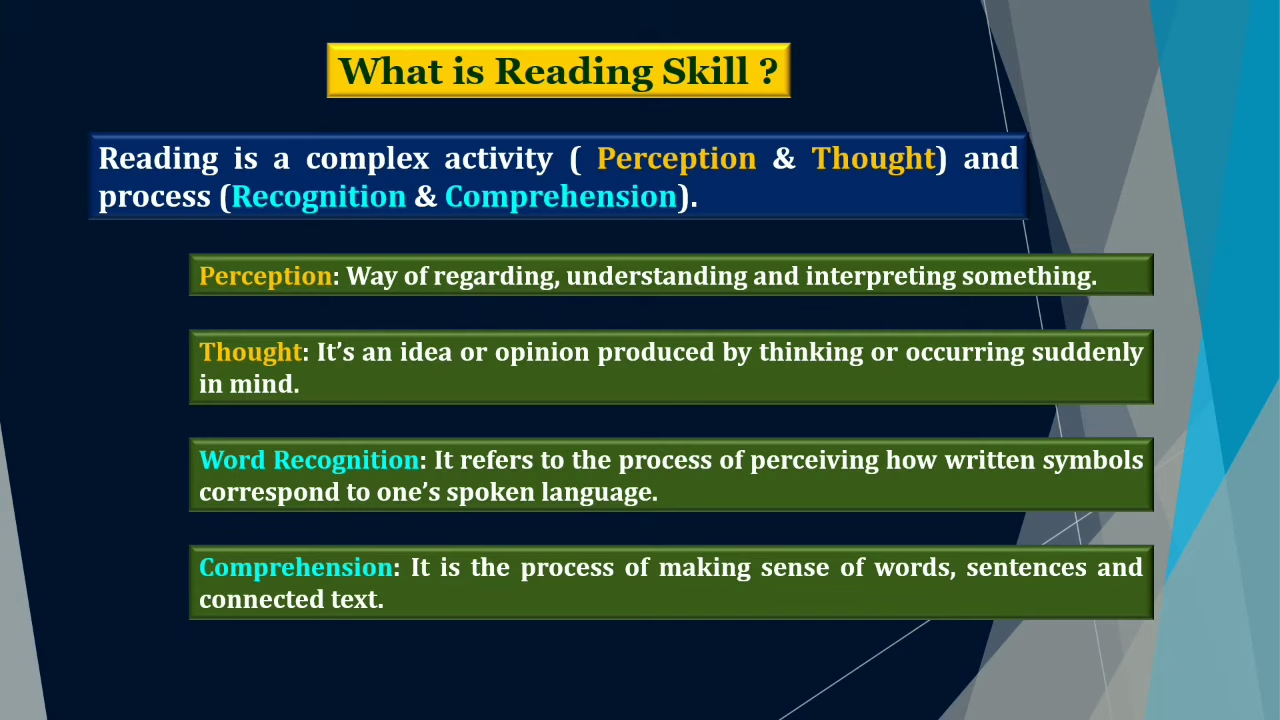 What is Reading Skill ?
Reading is a complex activity ( Perception & Thought) and
process (Recognition & Comprehension).
Perception: Way of regarding, understanding and interpreting something.
Thought: It’s an idea or opinion produced by thinking or occurring suddenly
in mind.
Word Recognition: It refers to the process of perceiving how written symbols
correspond to one’s spoken language.
Comprehension: It is the process of making sense of words, sentences and
connected text.